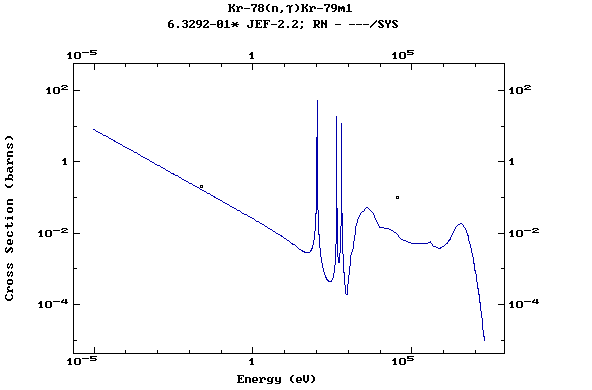 Kr-78(n,γ)Kr-79m1
6.3292-01* JEF-2.2; RN - ---/SYS
10⁻⁵ 1 10⁵
10² 10²
1 1
10⁻² 10⁻²
10⁻⁴ 10⁻⁴
Cross Section (barns)
10⁻⁵ 1 10⁵
Energy (eV)